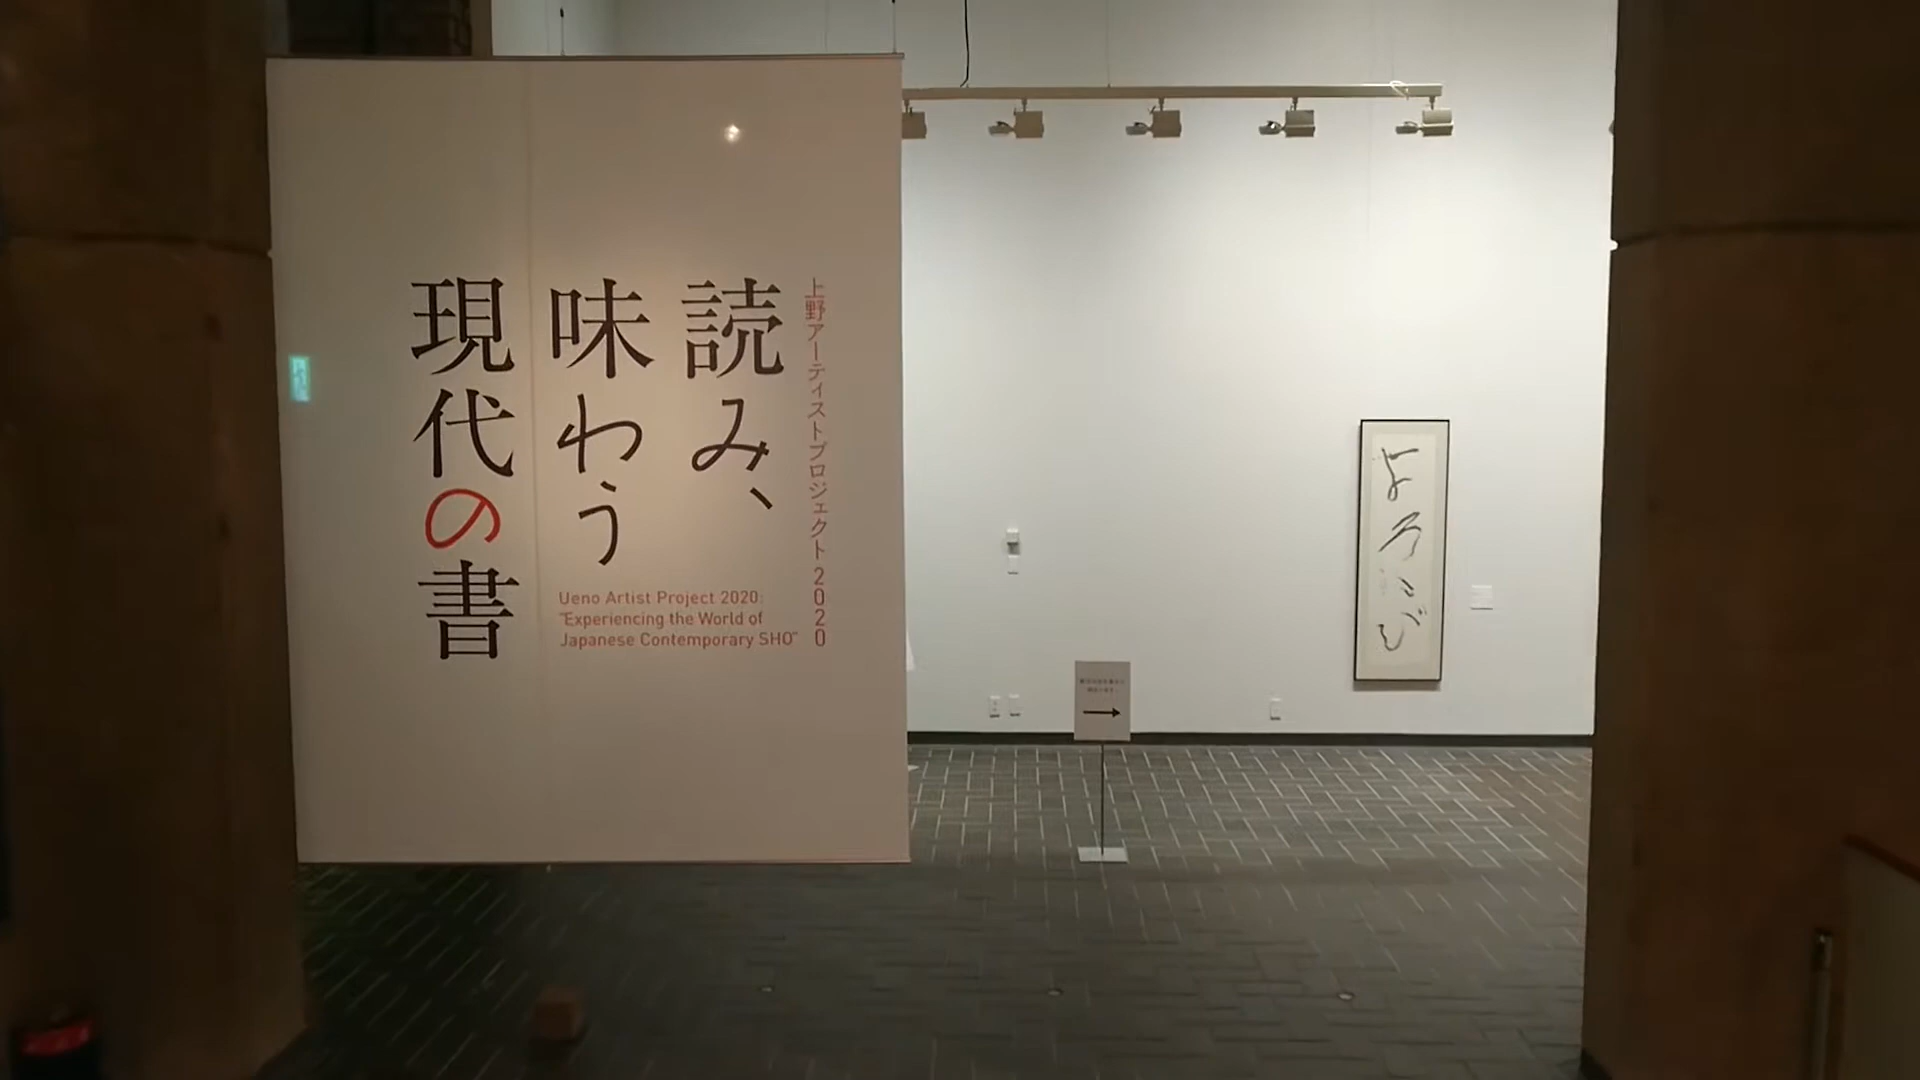 上野アーティストプロジェクト2020
読み、
味わう
現代の書
Ueno Artist Project 2020:
"Experiencing the World of
Japanese Contemporary SHO"
よろこび